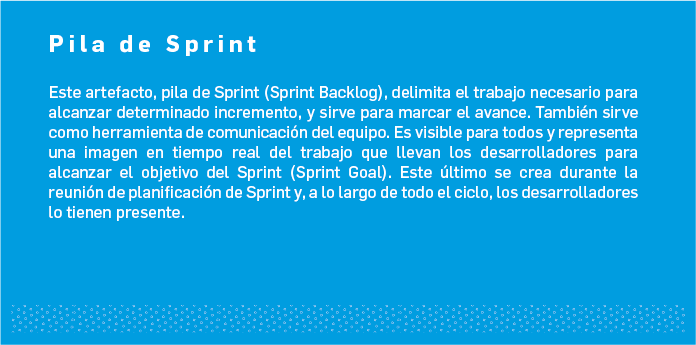 Pila de Sprint
Este artefacto, pila de Sprint (Sprint Backlog), delimita el trabajo necesario para
alcanzar determinado incremento, y sirve para marcar el avance. También sirve
como herramienta de comunicación del equipo. Es visible para todos y representa
una imagen en tiempo real del trabajo que llevan los desarrolladores para
alcanzar el objetivo del Sprint (Sprint Goal). Este último se crea durante la
reunión de planificación de Sprint y, a lo largo de todo el ciclo, los desarrolladores
lo tienen presente.